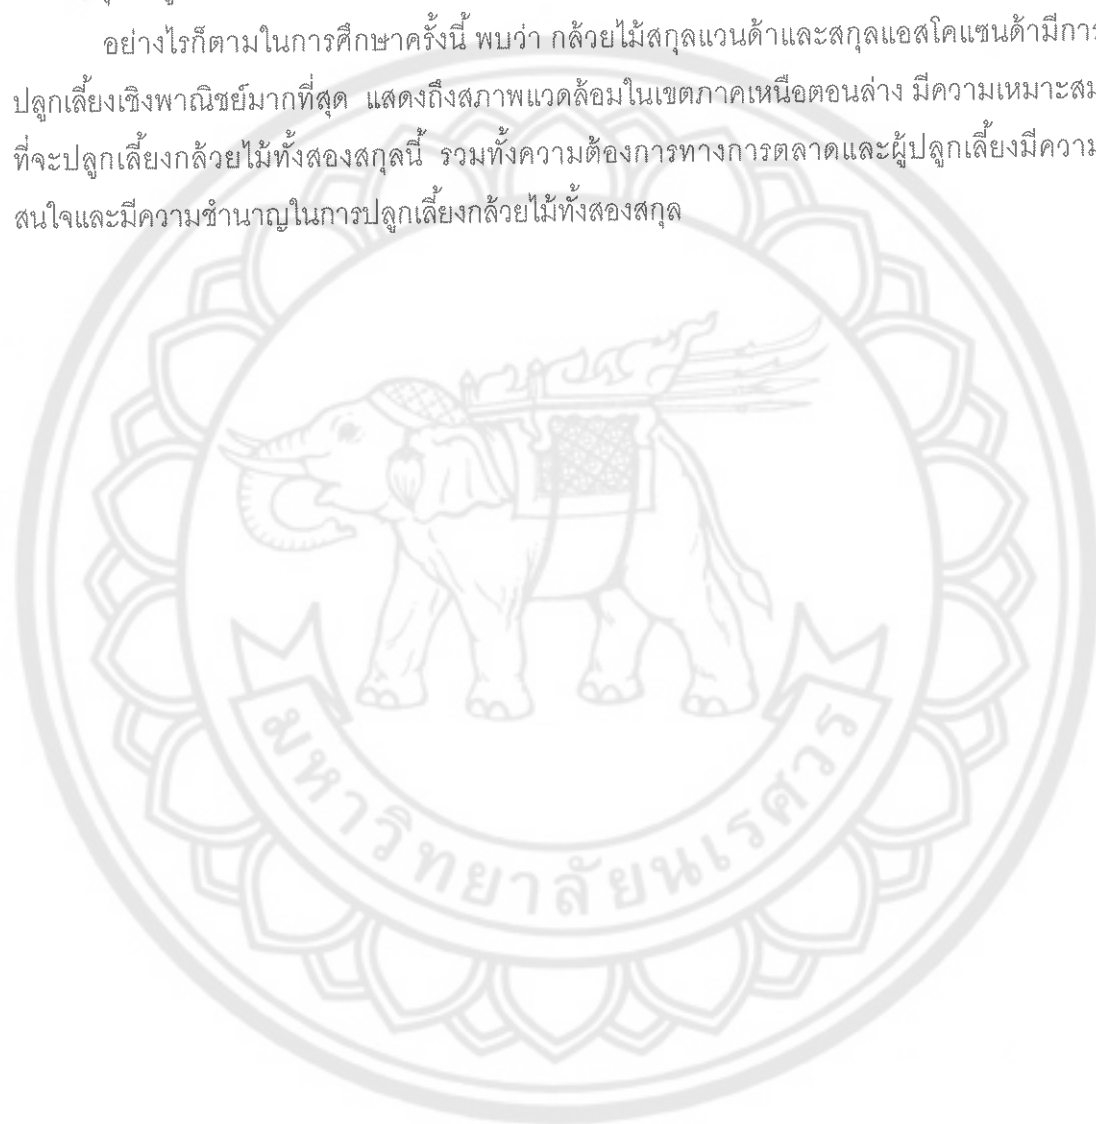 อย่างไรก็ตามในการศึกษาครั้งนี้ พบว่า กล้วยไม้สกุลแวนด้าและสกุลแอสโคแซนด้ามีการ
ปลูกเลี้ยงเชิงพาณิชย์มากที่สุด แสดงถึงสภาพแวดล้อมในเขตภาคเหนือตอนล่าง มีความเหมาะสม
ที่จะปลูกเลี้ยงกล้วยไม้ทั้งสองสกุลนี้ รวมทั้งความต้องการทางการตลาดและผู้ปลูกเลี้ยงมีความ
สนใจและมีความชำนาญในการปลูกเลี้ยงกล้วยไม้ทั้งสองสกุล
มหาวิทยาลัยนเรศวร